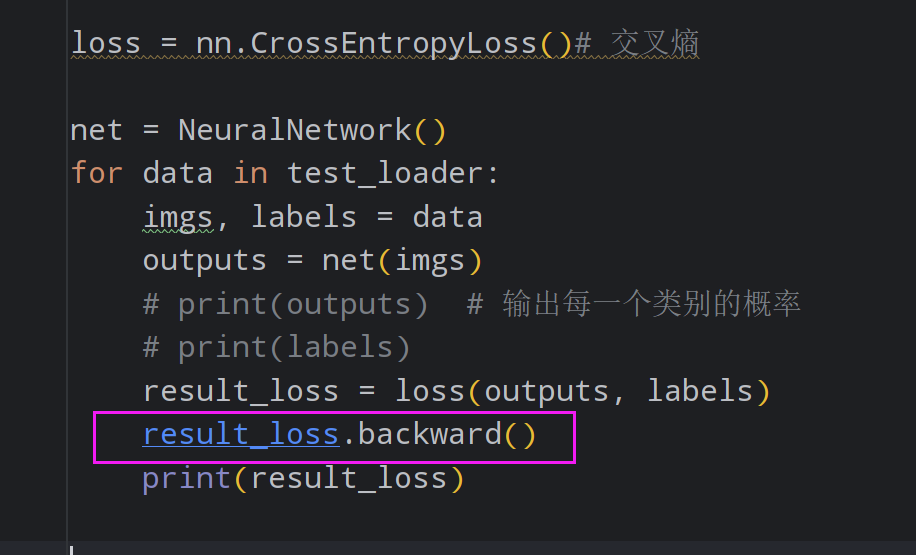 loss = nn.CrossEntropyLoss()# 交叉熵
net = NeuralNetwork()
for data in test_loader:
imgs, labels = data
outputs = net(imgs)
# print(outputs)  # 输出每一个类别的概率
# print(labels)
result_loss = loss(outputs, labels)
result_loss.backward()
print(result_loss)